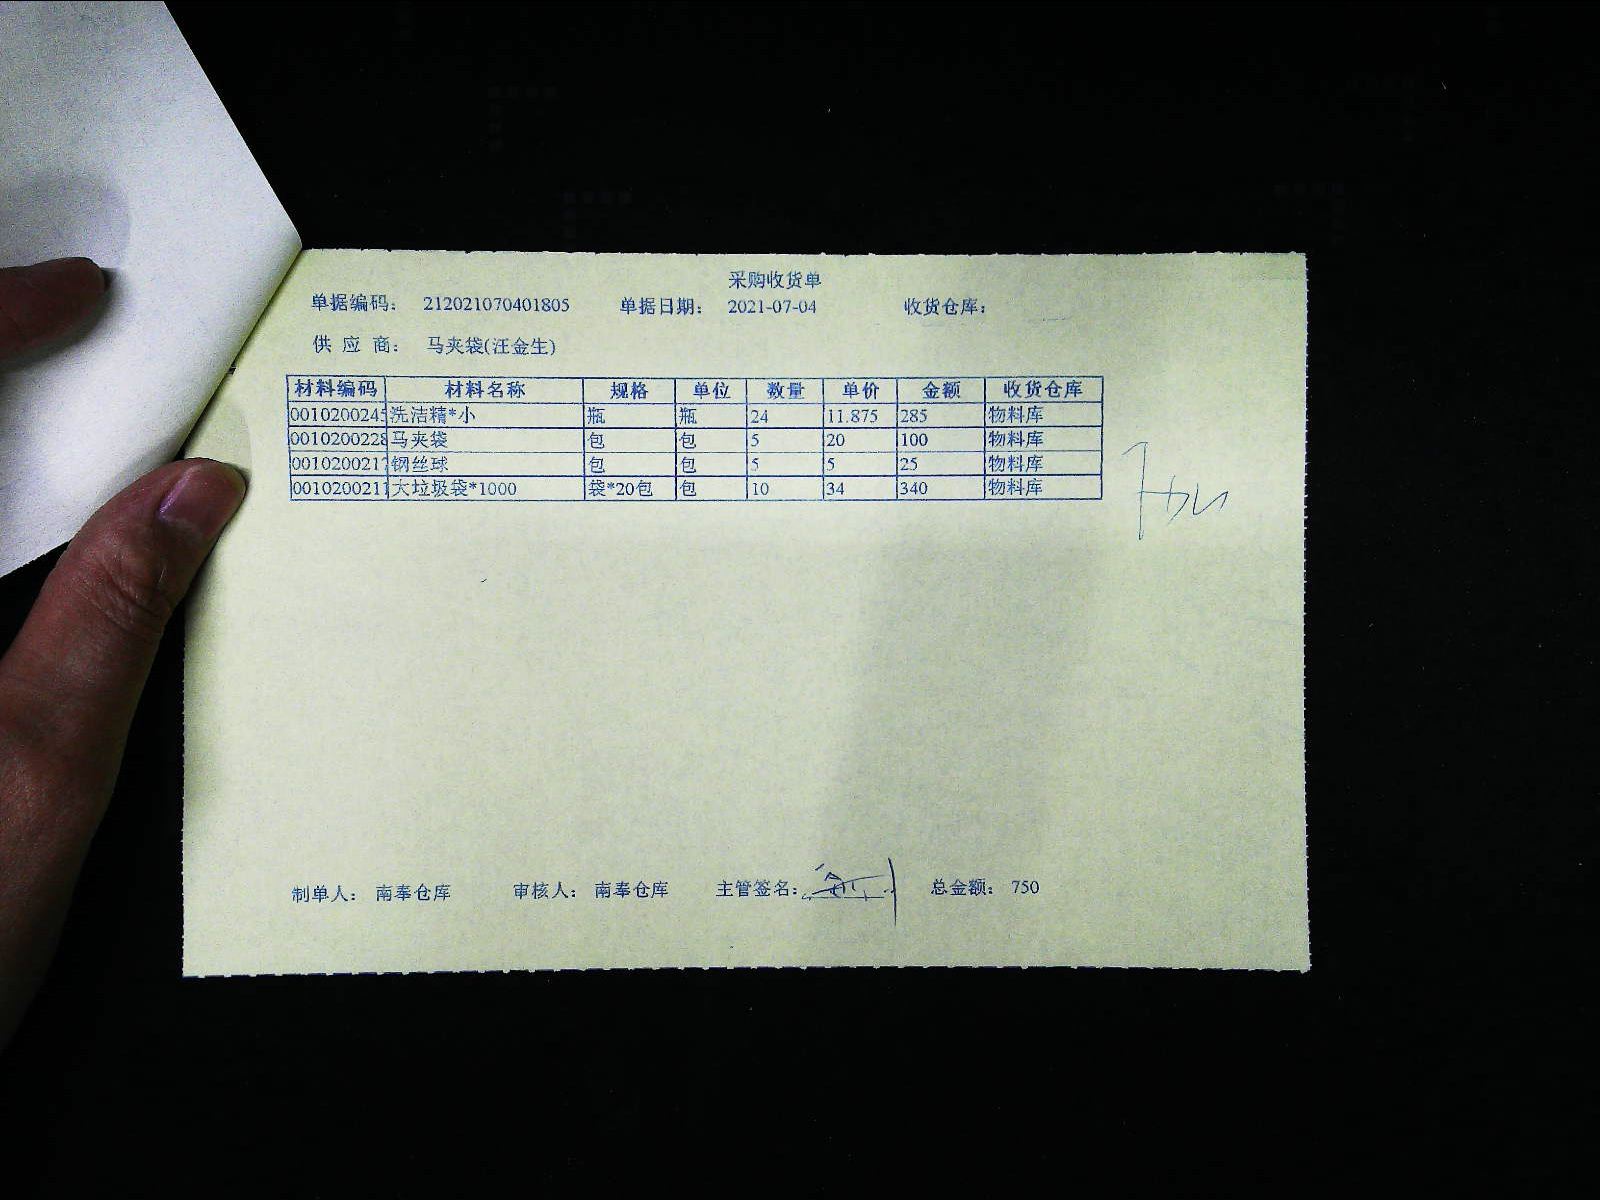 采购收货单
单据编码： 212021070401805 单据日期： 2021-07-04 收货仓库：
供 应 商： 马夹袋(汪金生)
材料编码 材料名称 规格 单位 数量 单价 金额 收货仓库
0010200245 洗洁精*小 瓶 瓶 24 11.875 285 物料库
0010200228 马夹袋 包 包 5 20 100 物料库
0010200217 钢丝球 包 包 5 5 25 物料库
0010200211 大垃圾袋*1000 袋*20包 包 10 34 340 物料库
制单人： 南奉仓库 审核人： 南奉仓库 主管签名： 总金额： 750